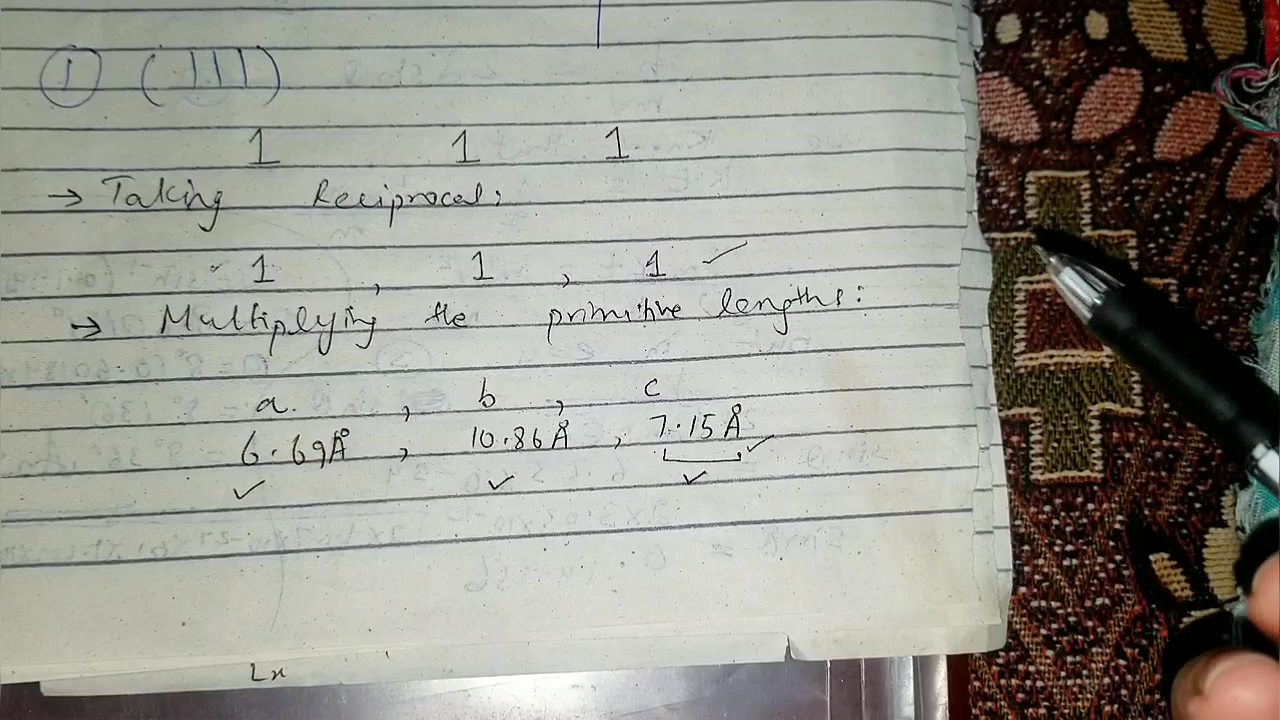 ① (111)
1 1 1
→ Taking Reciprocal:
1 , 1 , 1 ✓
→ Multiplying the primitive lengths:
a. , b , c
6.69Å , 10.86Å , 7.15Å ✓
✓ ✓ ✓